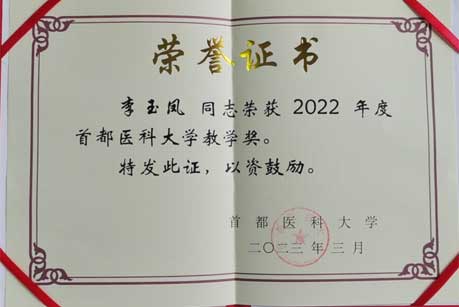 荣誉证书
李玉凤 同志荣获 2022 年度
首都医科大学教学奖。
特发此证，以资鼓励。
首都医科大学
二〇二三年三月